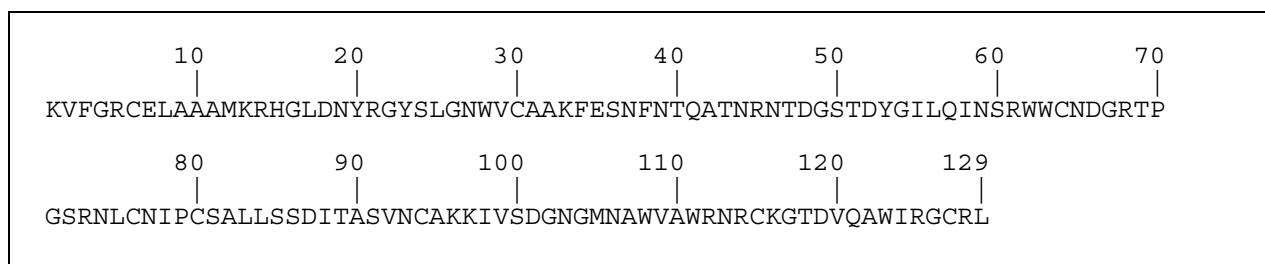 10 20 30 40 50 60 70
KVFGRCELAAAMKRHGLDNYRGYSLGNWVCAAKFESNFNTQATNRNTDGSTDYGILQINSRWWCNDGRTP
80 90 100 110 120 129
GSRNLCNIPCSALLSSDITASVNCAKKIVSDGNGMNAWVAWRNRCKGTDVQAWIRGCRL